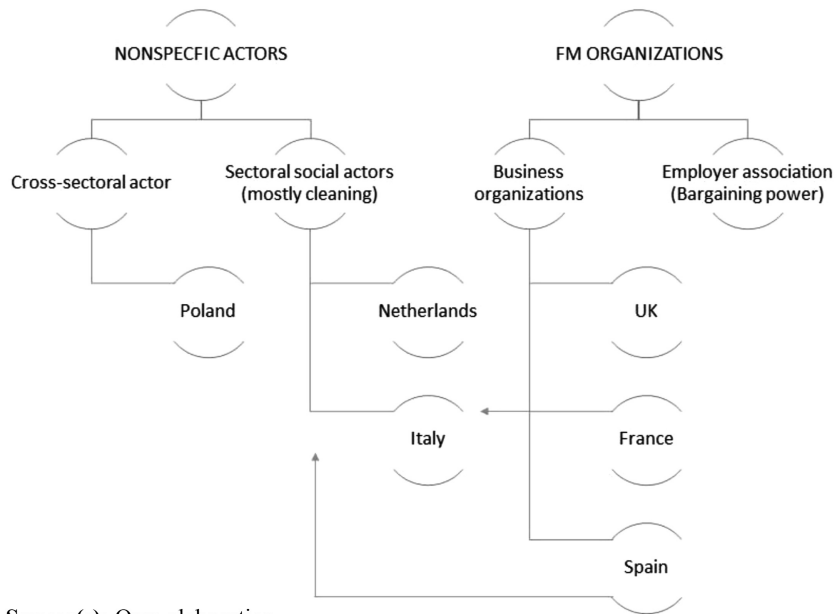 NONSPECFIC ACTORS
FM ORGANIZATIONS
Cross-sectoral actor
Sectoral social actors
(mostly cleaning)
Business
organizations
Employer association
(Bargaining power)
Poland
Netherlands
UK
Italy
France
Spain